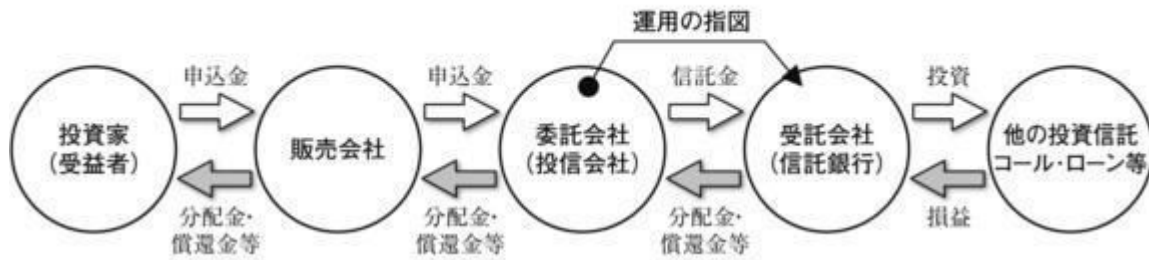 運用の指図
申込金
申込金
信託金
投資
投資家
(受益者)
販売会社
委託会社
(投信会社)
受託会社
(信託銀行)
他の投資信託
コール・ローン等
分配金・
償還金等
分配金・
償還金等
分配金・
償還金等
損益